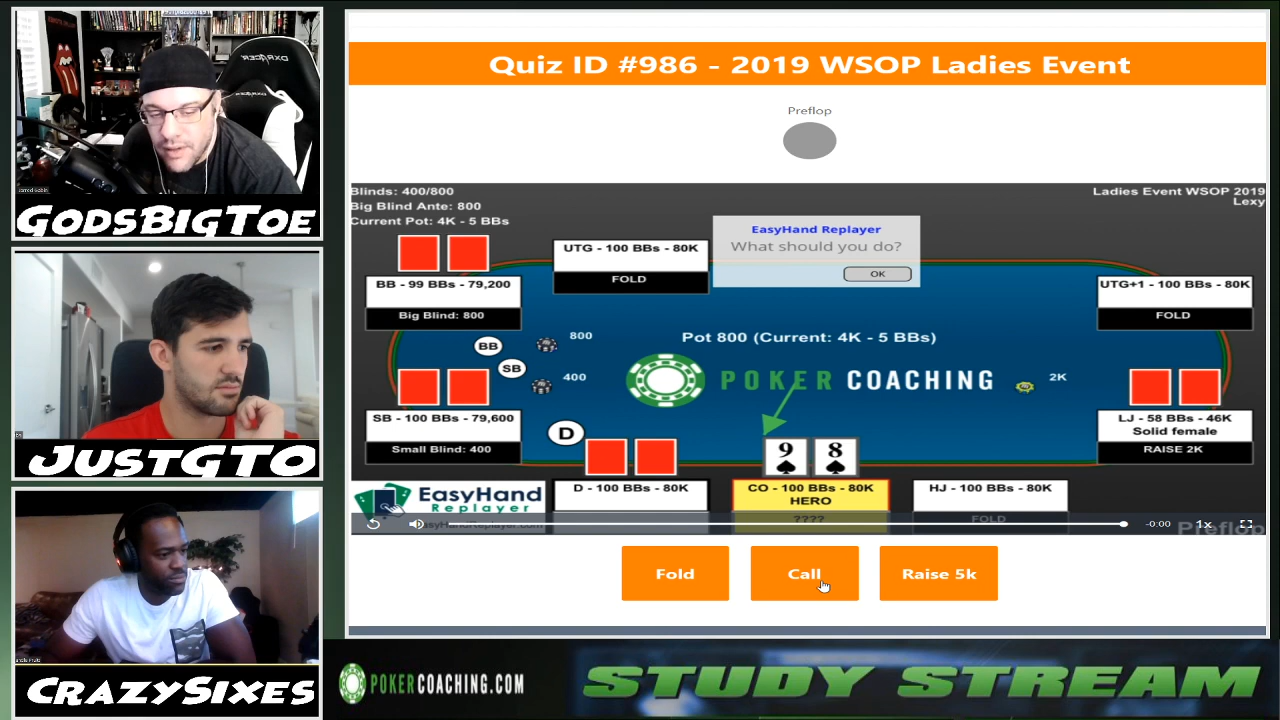 GODSBIGTOE
JUSTGTO
CRAZYSIXES
Quiz ID #986 - 2019 WSOP Ladies Event
Preflop
Blinds: 400/800
Big Blind Ante: 800
Current Pot: 4K - 5 BBs
Ladies Event WSOP 2019
Lexy
EasyHand Replayer
What should you do?
OK
UTG - 100 BBs - 80K
FOLD
BB - 99 BBs - 79,200
Big Blind: 800
UTG+1 - 100 BBs - 80K
FOLD
BB
800
Pot 800 (Current: 4K - 5 BBs)
SB
400
POKER COACHING
2K
SB - 100 BBs - 79,600
Small Blind: 400
LJ - 58 BBs - 46K
Solid female
RAISE 2K
D
9 8
EasyHand
Replayer
EasyHandReplayer.com
D - 100 BBs - 80K
CO - 100 BBs - 80K
HERO
????
HJ - 100 BBs - 80K
FOLD
-0:00
1x
Preflop
Fold
Call
Raise 5k
POKERCOACHING.COM
STUDY STREAM